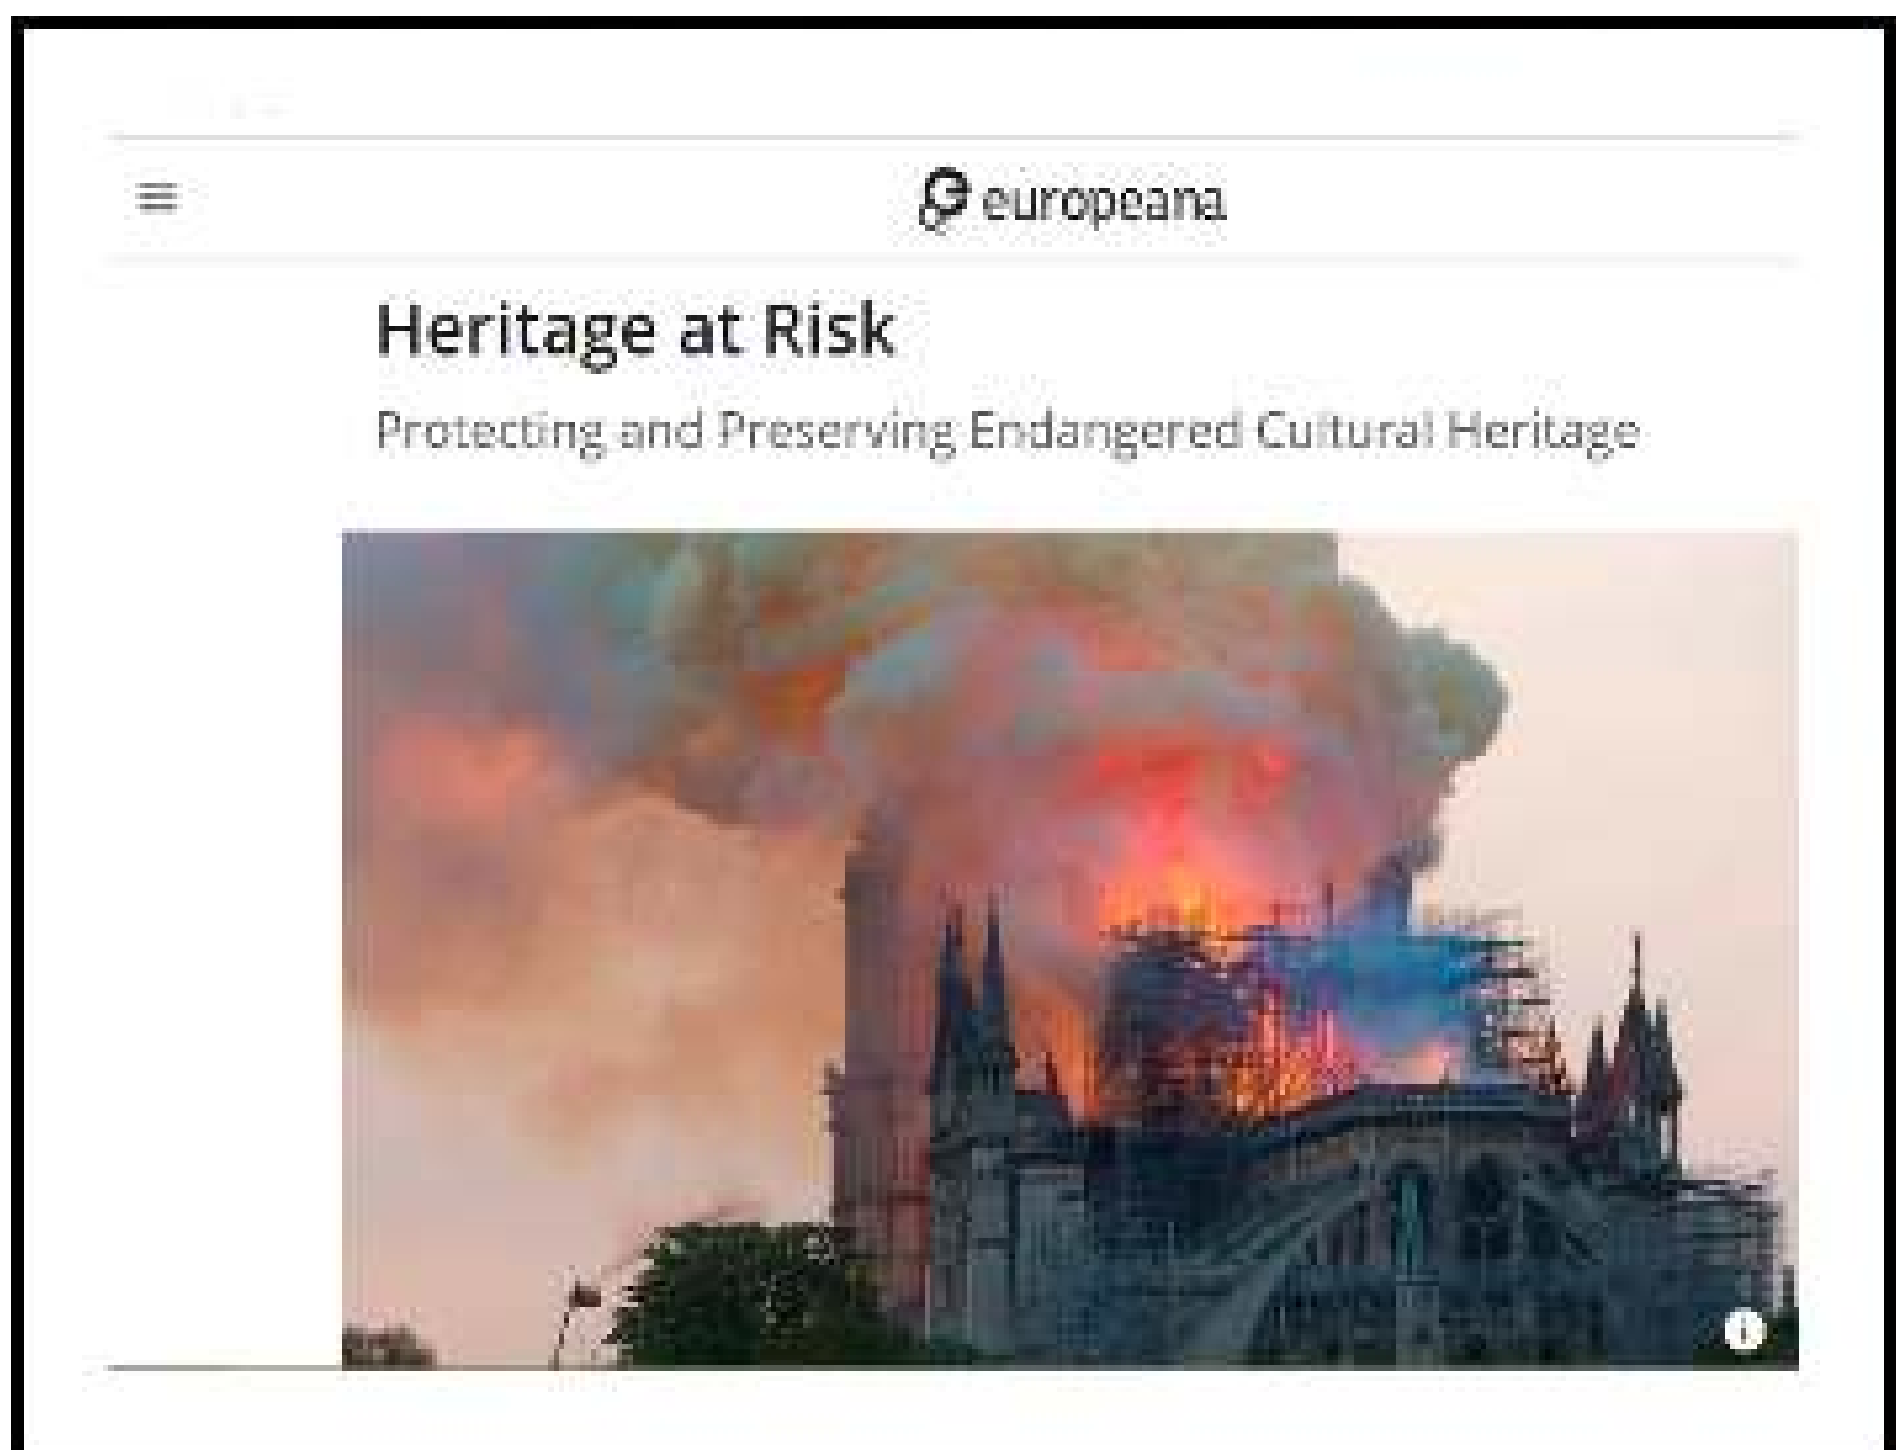 europeana
Heritage at Risk
Protecting and Preserving Endangered Cultural Heritage